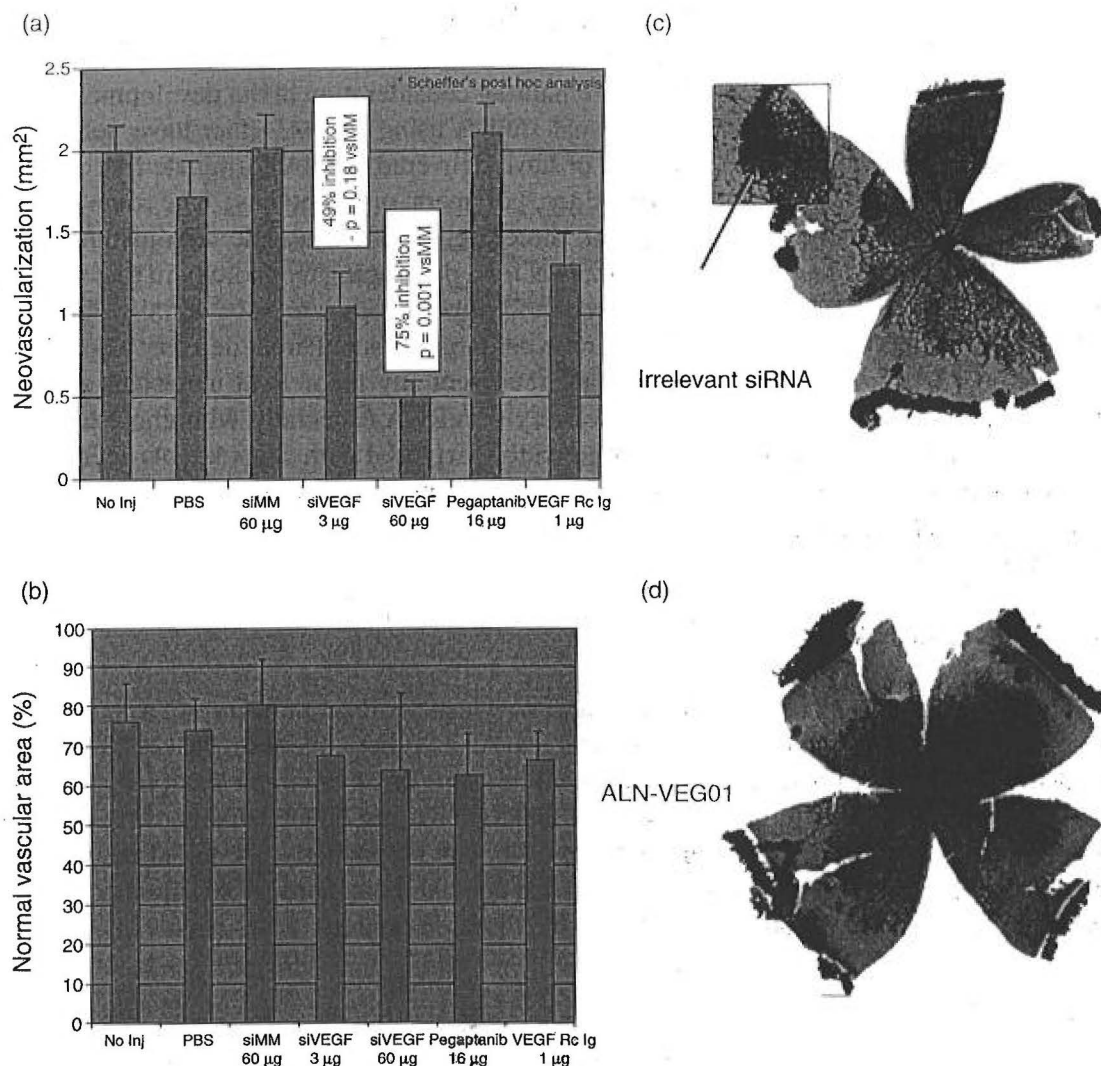 (a)
Neovascularization (mm²)
2.5
2
1.5
1
0.5
0
* Scheffer's post hoc analysis
49% inhibition
- p = 0.18 vsMM
75% inhibition
p = 0.001 vsMM
No Inj PBS siMM siVEGF siVEGF Pegaptanib VEGF Rc Ig
60 µg 3 µg 60 µg 16 µg 1 µg
(b)
Normal vascular area (%)
100
90
80
70
60
50
40
30
20
10
0
No Inj PBS siMM siVEGF siVEGF Pegaptanib VEGF Rc Ig
60 µg 3 µg 60 µg 16 µg 1 µg
(c)
Irrelevant siRNA
(d)
ALN-VEG01